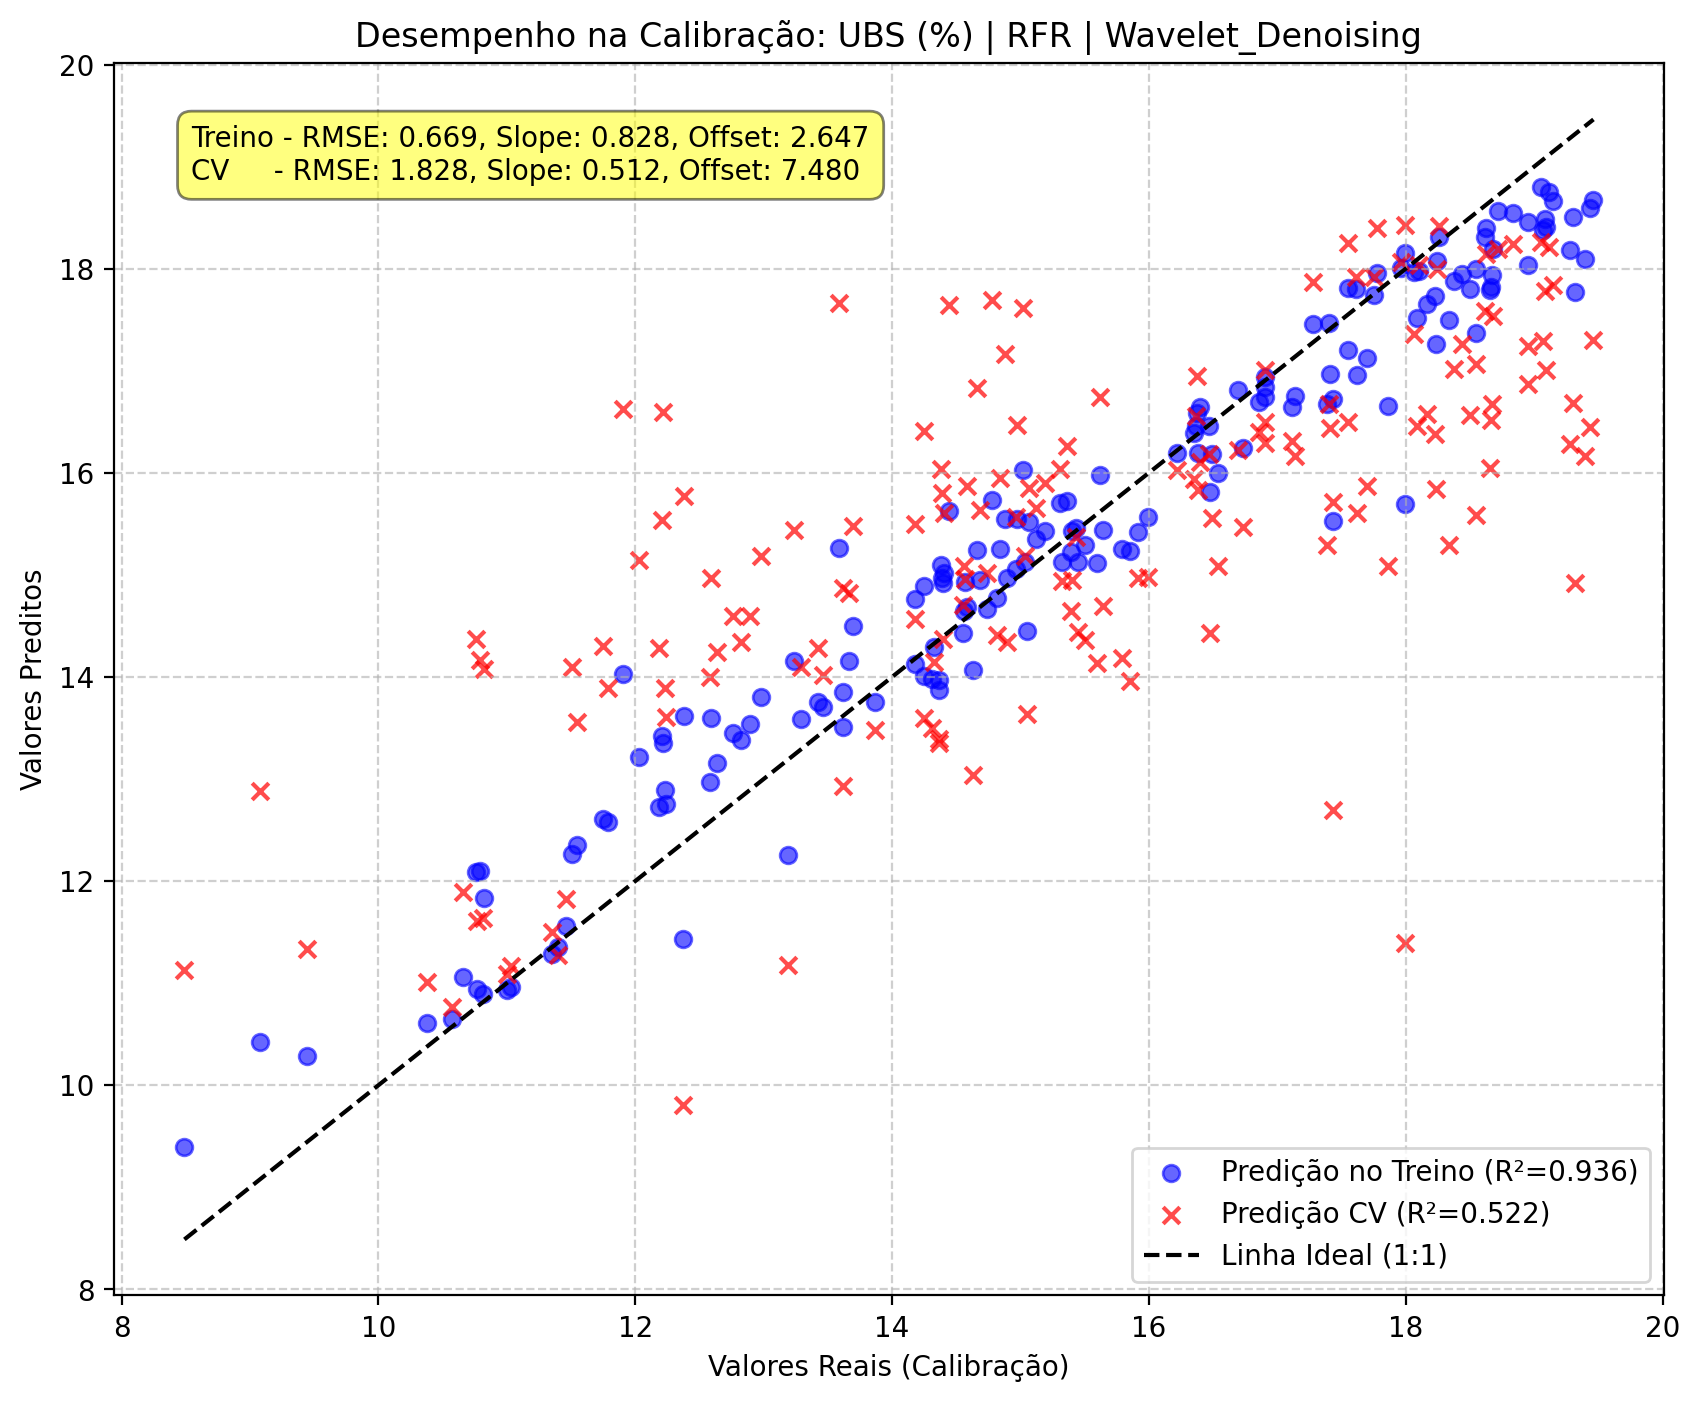 Desempenho na Calibração: UBS (%) | RFR | Wavelet_Denoising
Treino - RMSE: 0.669, Slope: 0.828, Offset: 2.647
CV     - RMSE: 1.828, Slope: 0.512, Offset: 7.480
20
18
16
14
12
10
8
Valores Preditos
Predição no Treino (R²=0.936)
Predição CV (R²=0.522)
Linha Ideal (1:1)
8 10 12 14 16 18 20
Valores Reais (Calibração)